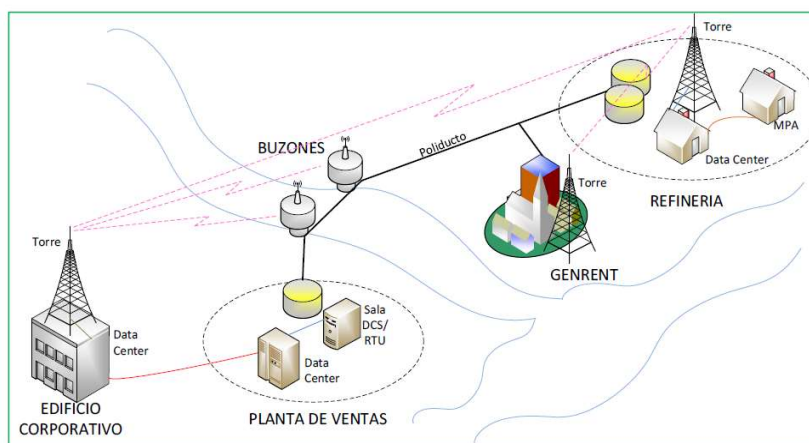 Torre
BUZONES
Poliducto
MPA
Data Center
REFINERIA
Torre
GENRENT
Torre
Data
Center
EDIFICIO
CORPORATIVO
Sala
DCS/
RTU
Data
Center
PLANTA DE VENTAS